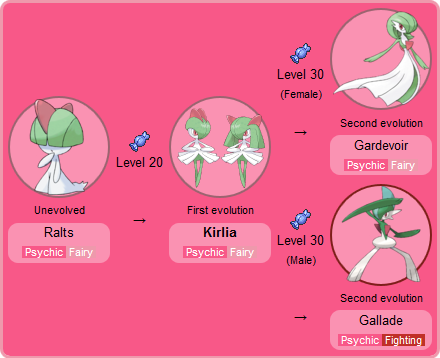 Level 30
(Female)
→
Second evolution
Gardevoir
Psychic Fairy
Level 20
→
Unevolved
Ralts
Psychic Fairy
First evolution
Kirlia
Psychic Fairy
Level 30
(Male)
→
Second evolution
Gallade
Psychic Fighting